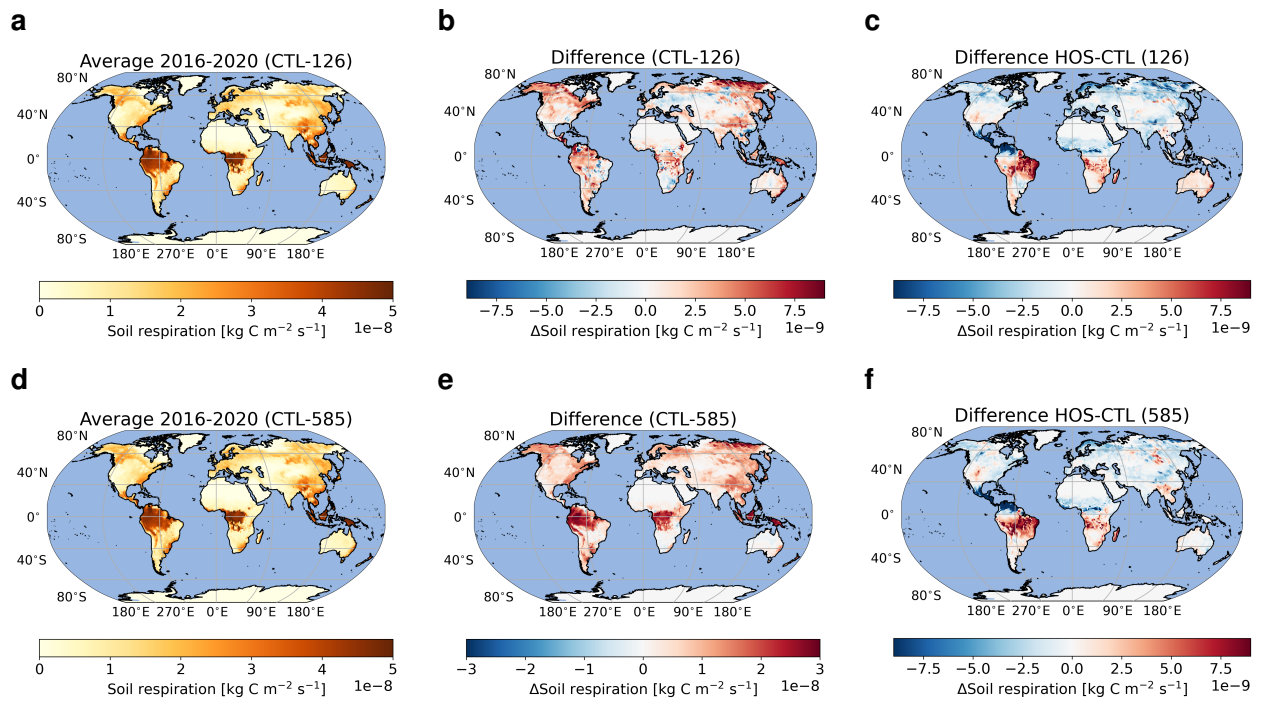 a
Average 2016-2020 (CTL-126)
80°N
40°N
0°
40°S
80°S
180°E 270°E 0°E 90°E 180°E
0 1 2 3 4 5
Soil respiration [kg C m⁻² s⁻¹] 1e−8
b
Difference (CTL-126)
80°N
40°N
0°
40°S
80°S
180°E 270°E 0°E 90°E 180°E
−7.5 −5.0 −2.5 0.0 2.5 5.0 7.5
ΔSoil respiration [kg C m⁻² s⁻¹] 1e−9
c
Difference HOS-CTL (126)
80°N
40°N
0°
40°S
80°S
180°E 270°E 0°E 90°E 180°E
−7.5 −5.0 −2.5 0.0 2.5 5.0 7.5
ΔSoil respiration [kg C m⁻² s⁻¹] 1e−9
d
Average 2016-2020 (CTL-585)
80°N
40°N
0°
40°S
80°S
180°E 270°E 0°E 90°E 180°E
0 1 2 3 4 5
Soil respiration [kg C m⁻² s⁻¹] 1e−8
e
Difference (CTL-585)
80°N
40°N
0°
40°S
80°S
180°E 270°E 0°E 90°E 180°E
−3 −2 −1 0 1 2 3
ΔSoil respiration [kg C m⁻² s⁻¹] 1e−8
f
Difference HOS-CTL (585)
80°N
40°N
0°
40°S
80°S
180°E 270°E 0°E 90°E 180°E
−7.5 −5.0 −2.5 0.0 2.5 5.0 7.5
ΔSoil respiration [kg C m⁻² s⁻¹] 1e−9